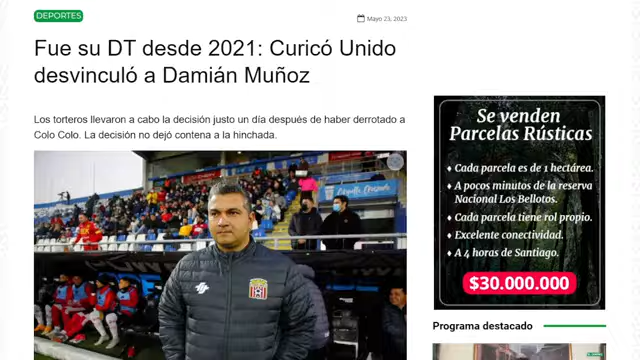 DEPORTES
Mayo 23, 2023
Fue su DT desde 2021: Curicó Unido
desvinculó a Damián Muñoz
Los torteros llevaron a cabo la decisión justo un día después de haber derrotado a
Colo Colo. La decisión no dejó contena a la hinchada.
Se venden
Parcelas Rústicas
♦ Cada parcela es de 1 hectárea.
♦ A pocos minutos de la reserva
Nacional Los Bellotos.
♦ Cada parcela tiene rol propio.
♦ Excelente conectividad.
♦ A 4 horas de Santiago.
$30.000.000
Programa destacado